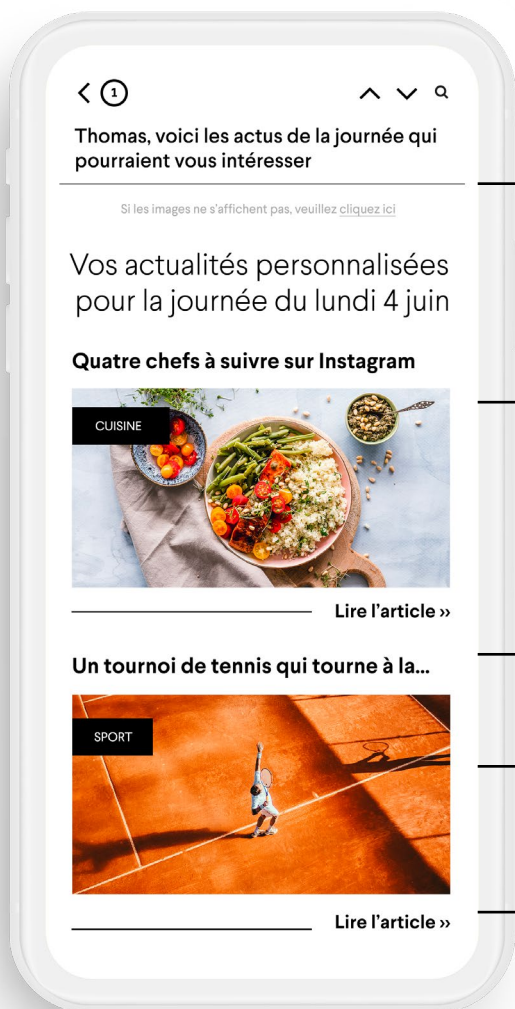 1
Thomas, voici les actus de la journée qui
pourraient vous intéresser
Si les images ne s'affichent pas, veuillez cliquez ici
Vos actualités personnalisées
pour la journée du lundi 4 juin
Quatre chefs à suivre sur Instagram
CUISINE
Lire l'article ››
Un tournoi de tennis qui tourne à la...
SPORT
Lire l'article ››